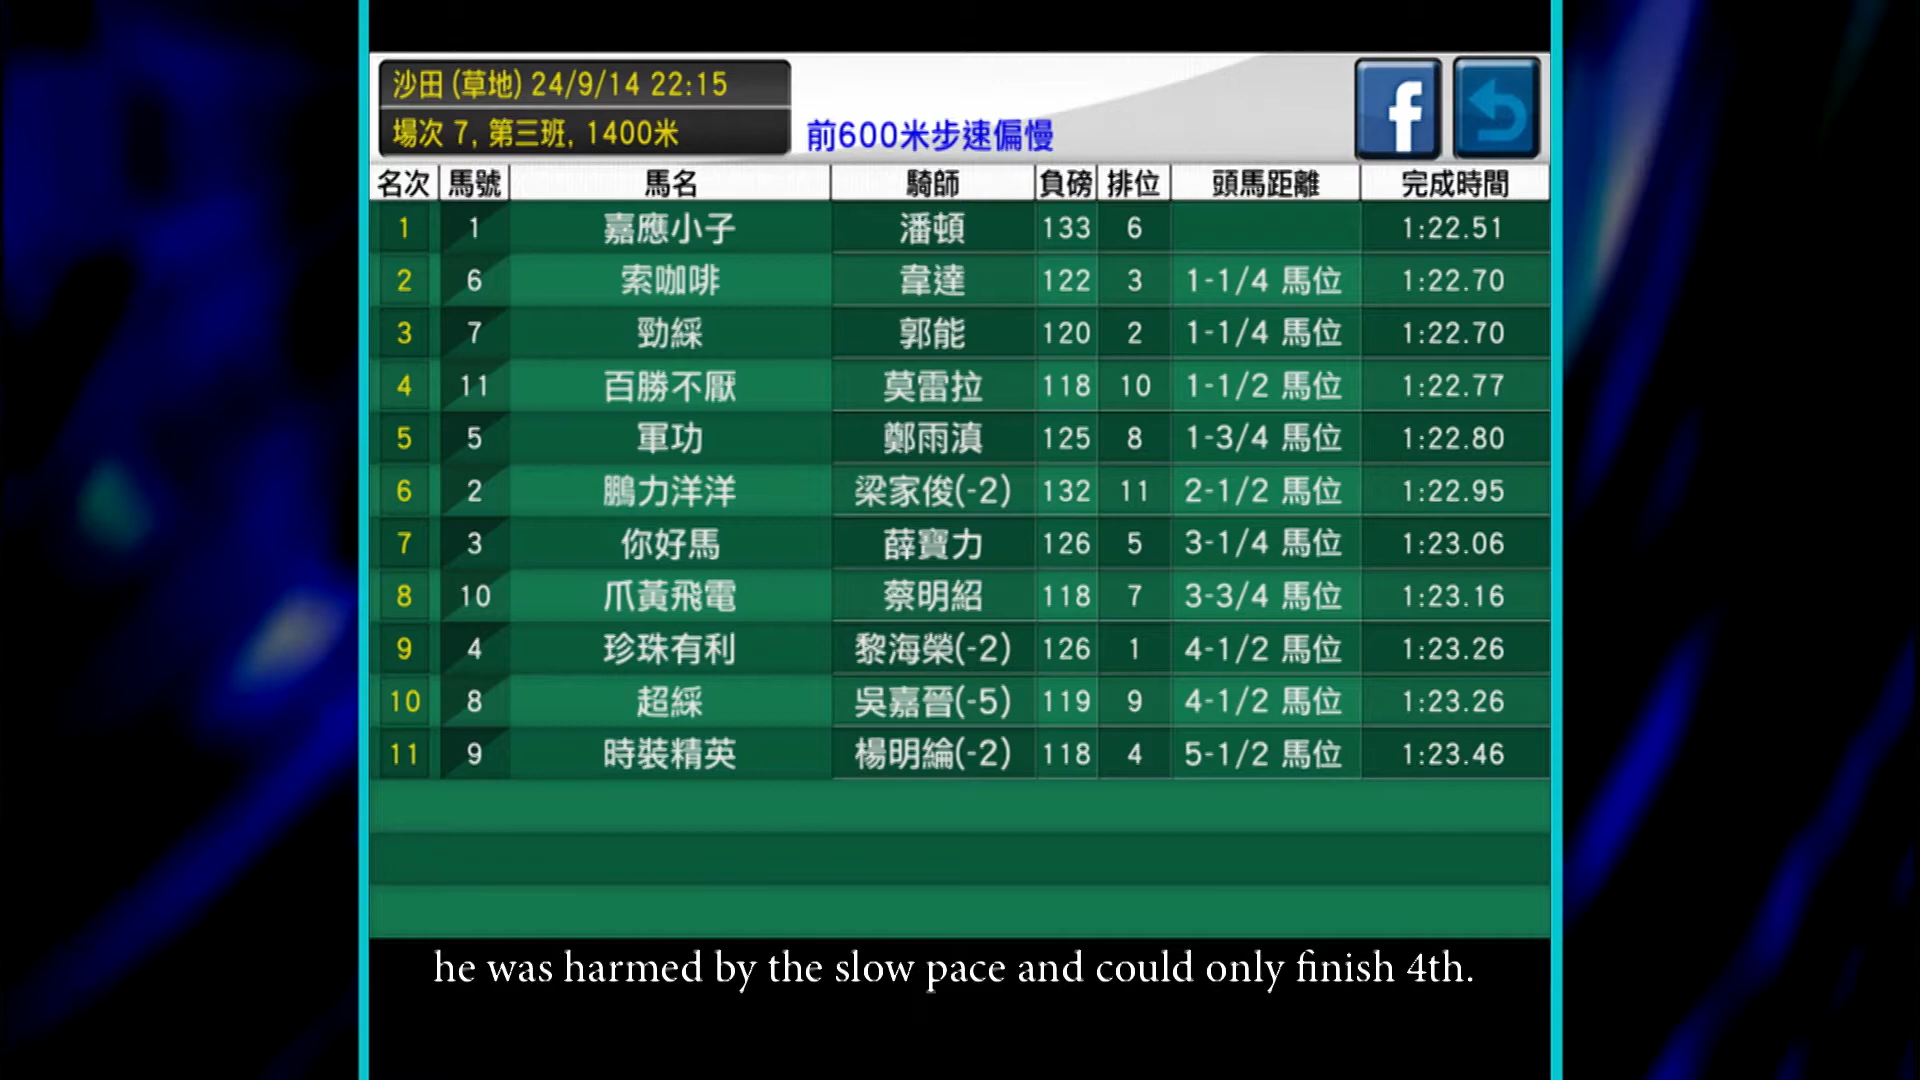 沙田 (草地) 24/9/14 22:15
場次 7, 第三班, 1400米
前600米步速偏慢
f
名次 馬號 馬名 騎師 負磅 排位 頭馬距離 完成時間
1 1 嘉應小子 潘頓 133 6 1:22.51
2 6 索咖啡 韋達 122 3 1-1/4 馬位 1:22.70
3 7 勁綵 郭能 120 2 1-1/4 馬位 1:22.70
4 11 百勝不厭 莫雷拉 118 10 1-1/2 馬位 1:22.77
5 5 軍功 鄭雨滇 125 8 1-3/4 馬位 1:22.80
6 2 鵬力洋洋 梁家俊(-2) 132 11 2-1/2 馬位 1:22.95
7 3 你好馬 薛寶力 126 5 3-1/4 馬位 1:23.06
8 10 爪黃飛電 蔡明紹 118 7 3-3/4 馬位 1:23.16
9 4 珍珠有利 黎海榮(-2) 126 1 4-1/2 馬位 1:23.26
10 8 超綵 吳嘉晉(-5) 119 9 4-1/2 馬位 1:23.26
11 9 時裝精英 楊明綸(-2) 118 4 5-1/2 馬位 1:23.46
he was harmed by the slow pace and could only finish 4th.